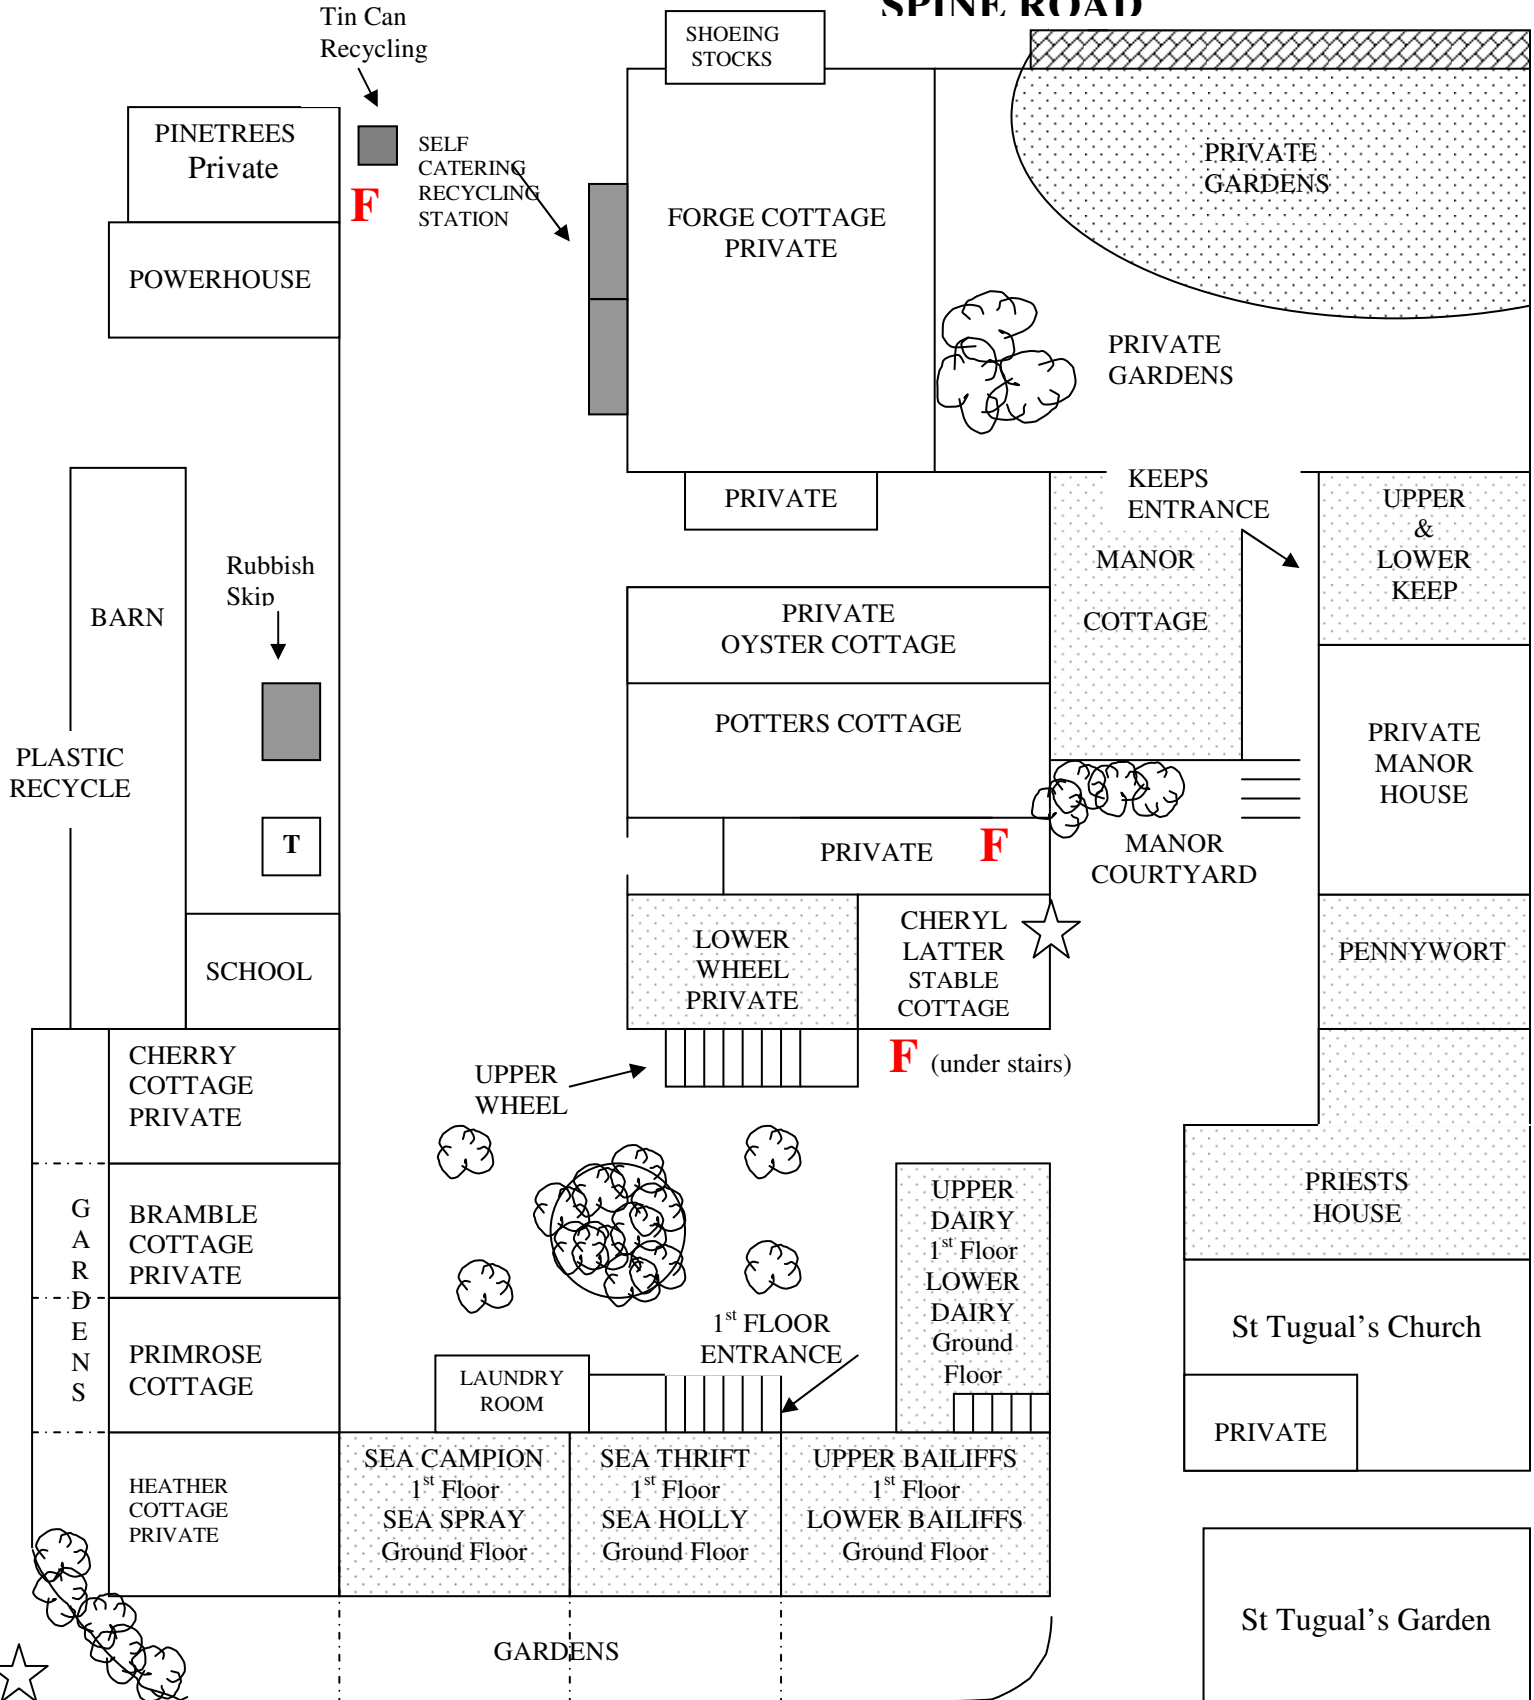 SPINE ROAD
Tin Can
Recycling
SHOEING
STOCKS
PINETREES
Private
SELF
CATERING
RECYCLING
STATION
F
POWERHOUSE
FORGE COTTAGE
PRIVATE
PRIVATE
GARDENS
PRIVATE
GARDENS
PRIVATE
KEEPS
ENTRANCE
UPPER
&
LOWER
KEEP
MANOR
COTTAGE
Rubbish
Skip
BARN
PRIVATE
OYSTER COTTAGE
POTTERS COTTAGE
PLASTIC
RECYCLE
PRIVATE
MANOR
HOUSE
T
PRIVATE
F
MANOR
COURTYARD
SCHOOL
LOWER
WHEEL
PRIVATE
CHERYL
LATTER
STABLE
COTTAGE
PENNYWORT
CHERRY
COTTAGE
PRIVATE
UPPER
WHEEL
F (under stairs)
GARDENS
BRAMBLE
COTTAGE
PRIVATE
UPPER
DAIRY
1st Floor
LOWER
DAIRY
Ground
Floor
PRIESTS
HOUSE
PRIMROSE
COTTAGE
1st FLOOR
ENTRANCE
LAUNDRY
ROOM
St Tugual's Church
PRIVATE
HEATHER
COTTAGE
PRIVATE
SEA CAMPION
1st Floor
SEA SPRAY
Ground Floor
SEA THRIFT
1st Floor
SEA HOLLY
Ground Floor
UPPER BAILIFFS
1st Floor
LOWER BAILIFFS
Ground Floor
GARDENS
St Tugual's Garden